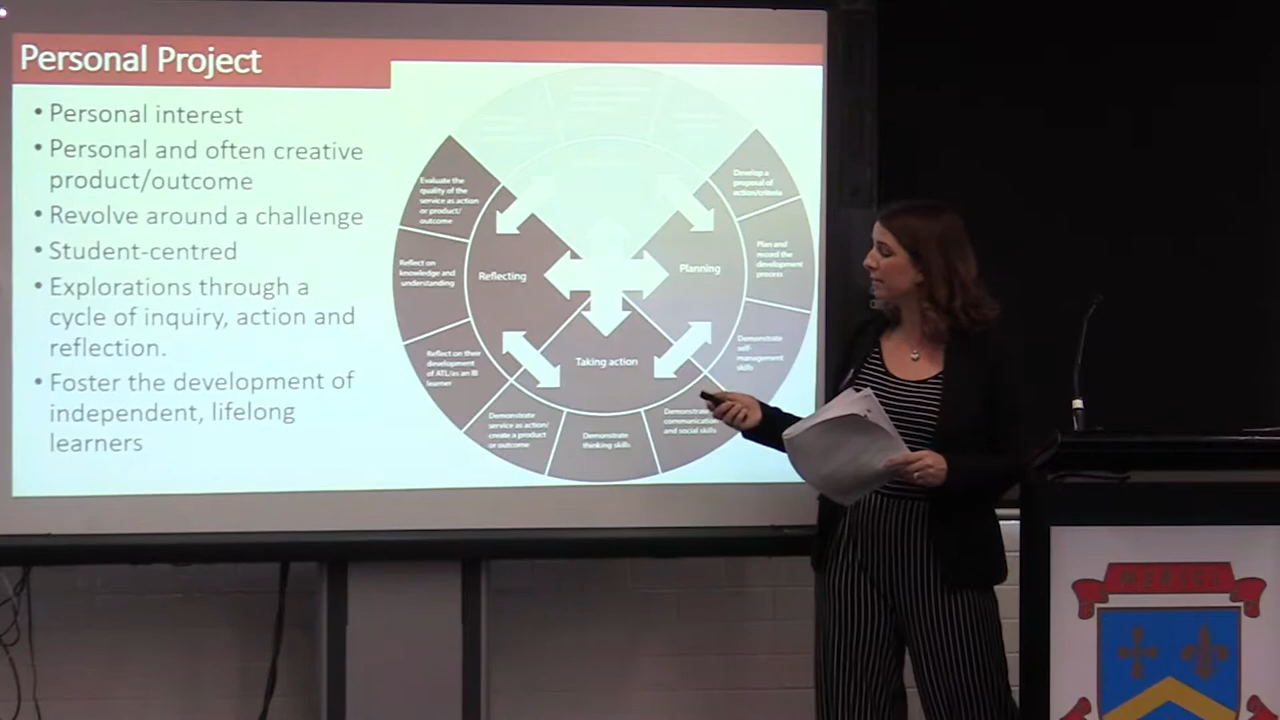 Personal Project
• Personal interest
• Personal and often creative
product/outcome
• Revolve around a challenge
• Student-centred
• Explorations through a
cycle of inquiry, action and
reflection.
• Foster the development of
independent, lifelong
learners
Evaluate the
quality of the
service as action
or product/
outcome
Reflect on
knowledge and
understanding
Reflect on their
development
of ATL/as an IB
learner
Reflecting
Planning
Taking action
Develop a
proposal of
action/criteria
Plan and
record the
development
process
Demonstrate
self-
management
skills
Demonstrate
service as action/
create a product
or outcome
Demonstrate
thinking skills
Demonstrate
communication
and social skills